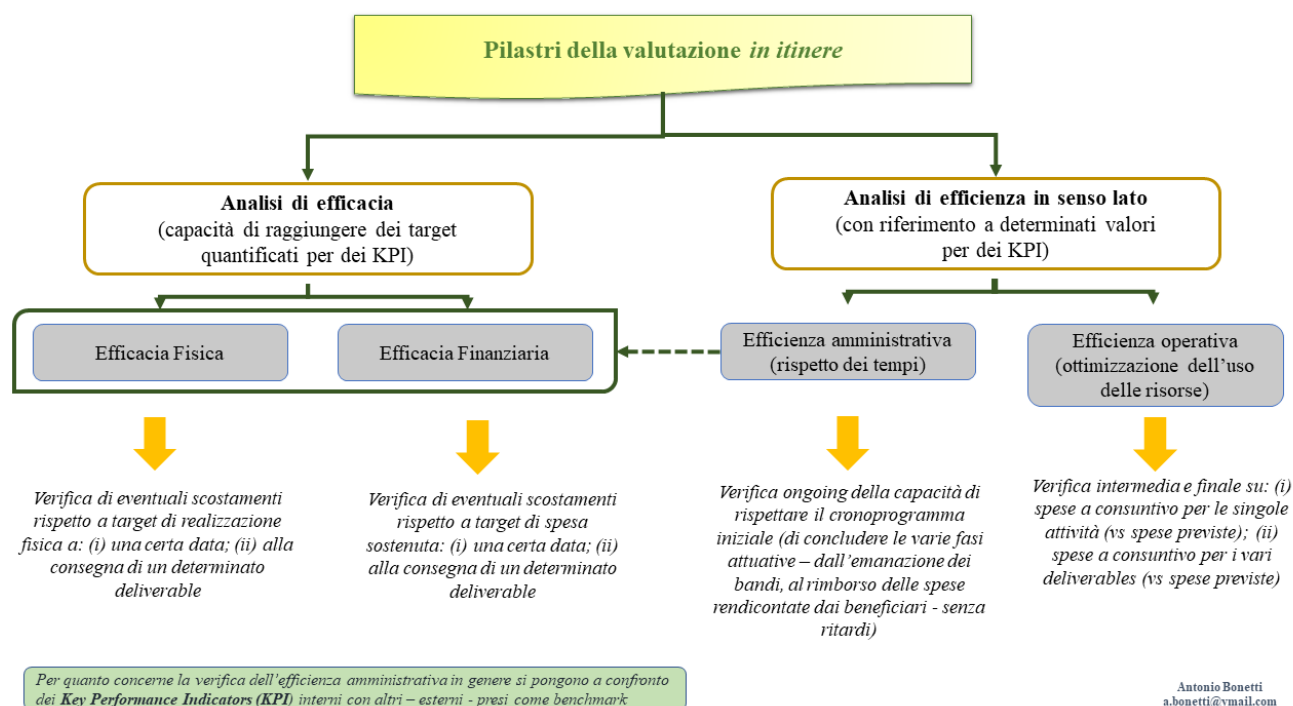 Pilastri della valutazione in itinere
Analisi di efficacia
(capacità di raggiungere dei target
quantificati per dei KPI)
Analisi di efficienza in senso lato
(con riferimento a determinati valori
per dei KPI)
Efficacia Fisica
Efficacia Finanziaria
Efficienza amministrativa
(rispetto dei tempi)
Efficienza operativa
(ottimizzazione dell'uso
delle risorse)
Verifica di eventuali scostamenti
rispetto a target di realizzazione
fisica a: (i) una certa data; (ii) alla
consegna di un determinato
deliverable
Verifica di eventuali scostamenti
rispetto a target di spesa
sostenuta: (i) una certa data; (ii)
alla consegna di un determinato
deliverable
Verifica ongoing della capacità di
rispettare il cronoprogramma
iniziale (di concludere le varie fasi
attuative – dall'emanazione dei
bandi, al rimborso delle spese
rendicontate dai beneficiari - senza
ritardi)
Verifica intermedia e finale su: (i)
spese a consuntivo per le singole
attività (vs spese previste); (ii)
spese a consuntivo per i vari
deliverables (vs spese previste)
Per quanto concerne la verifica dell'efficienza amministrativa in genere si pongono a confronto
dei Key Performance Indicators (KPI) interni con altri – esterni - presi come benchmark
Antonio Bonetti
a.bonetti@ymail.com